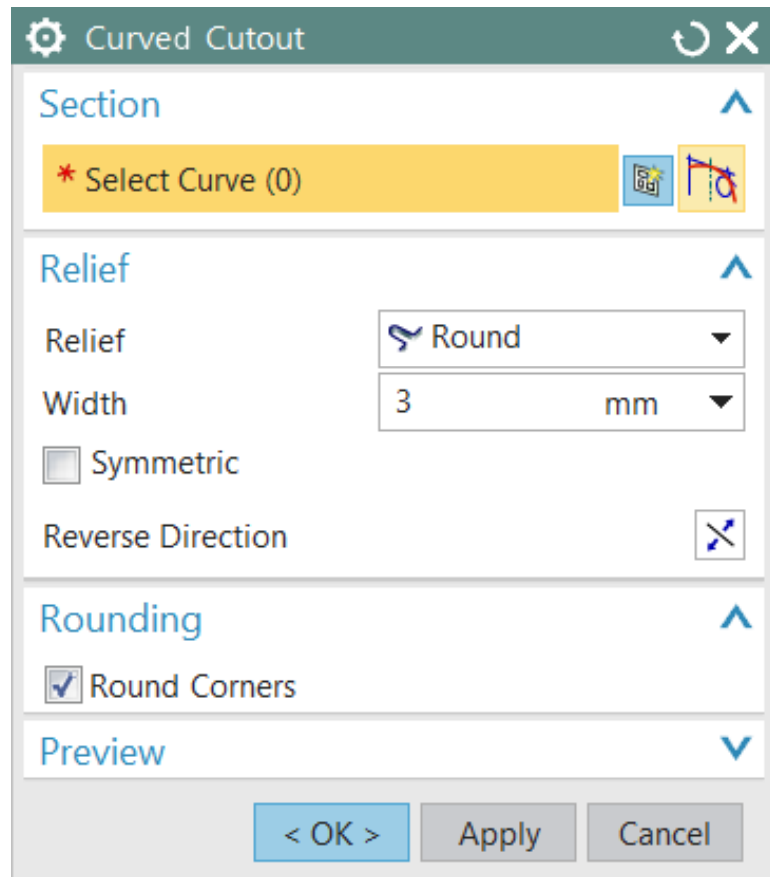 Curved Cutout
Section
* Select Curve (0)
Relief
Relief Round
Width 3 mm
Symmetric
Reverse Direction
Rounding
Round Corners
Preview
< OK > Apply Cancel